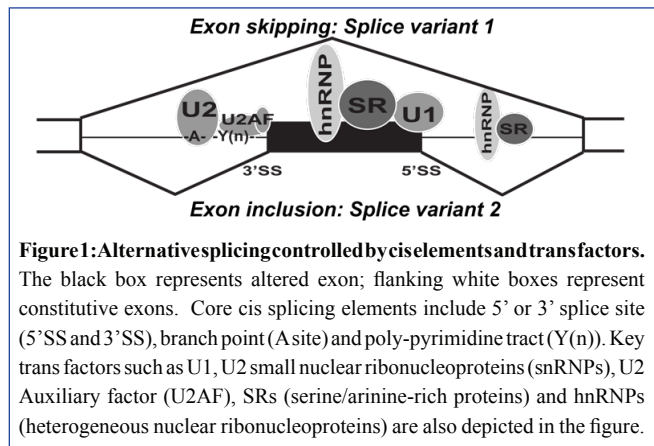 Exon skipping: Splice variant 1
hnRNP
U2
U2AF
SR
U1
hnRNP
SR
-A- -Y(n)-
3'SS 5'SS
Exon inclusion: Splice variant 2
Figure1:Alternativesplicingcontrolledbyciselementsandtransfactors.
The black box represents altered exon; flanking white boxes represent
constitutive exons. Core cis splicing elements include 5' or 3' splice site
(5'SS and 3'SS), branch point (A site) and poly-pyrimidine tract (Y(n)). Key
trans factors such as U1, U2 small nuclear ribonucleoproteins (snRNPs), U2
Auxiliary factor (U2AF), SRs (serine/arinine-rich proteins) and hnRNPs
(heterogeneous nuclear ribonucleoproteins) are also depicted in the figure.